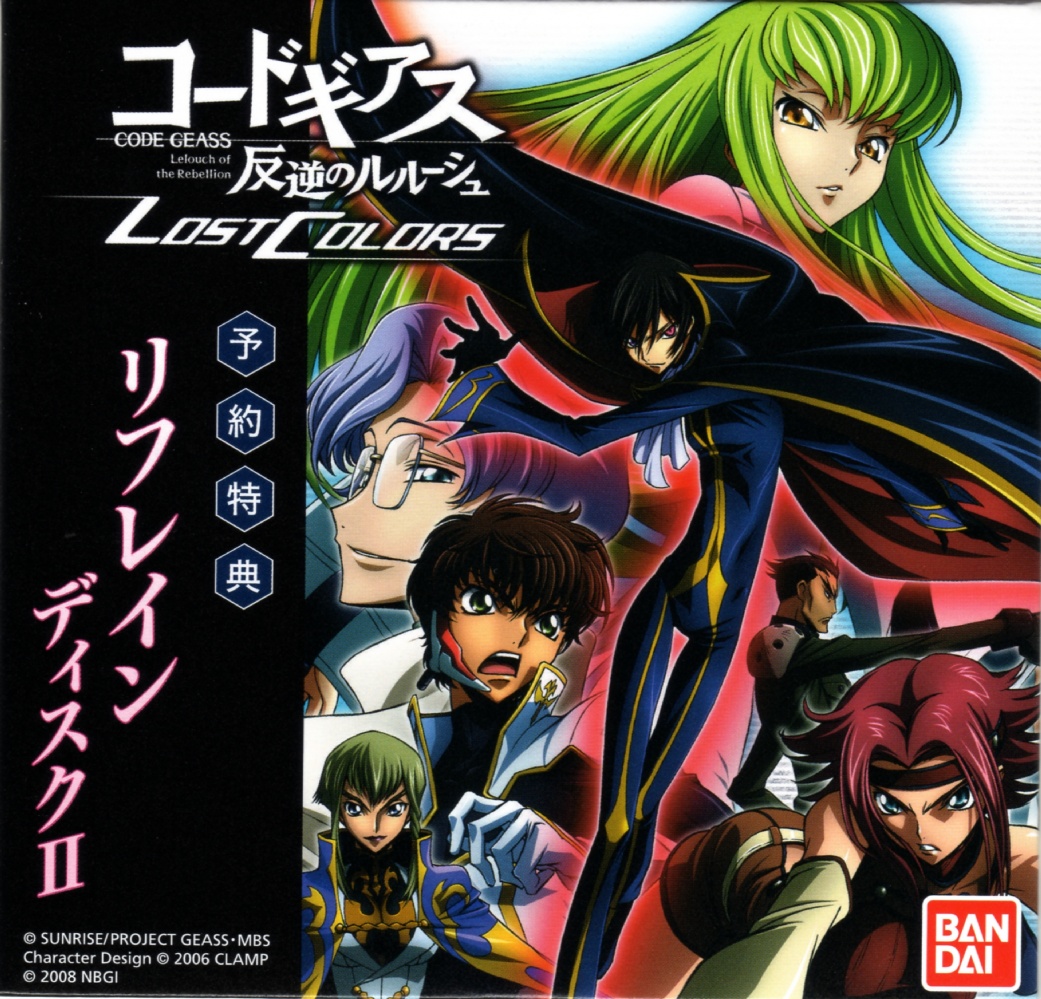 コードギアス
CODE GEASS
Lelouch of
the Rebellion
反逆のルルーシュ
LOST COLORS
予約特典
リフレイン
ディスクII
© SUNRISE/PROJECT GEASS・MBS
Character Design © 2006 CLAMP
© 2008 NBGI
BAN
DAI